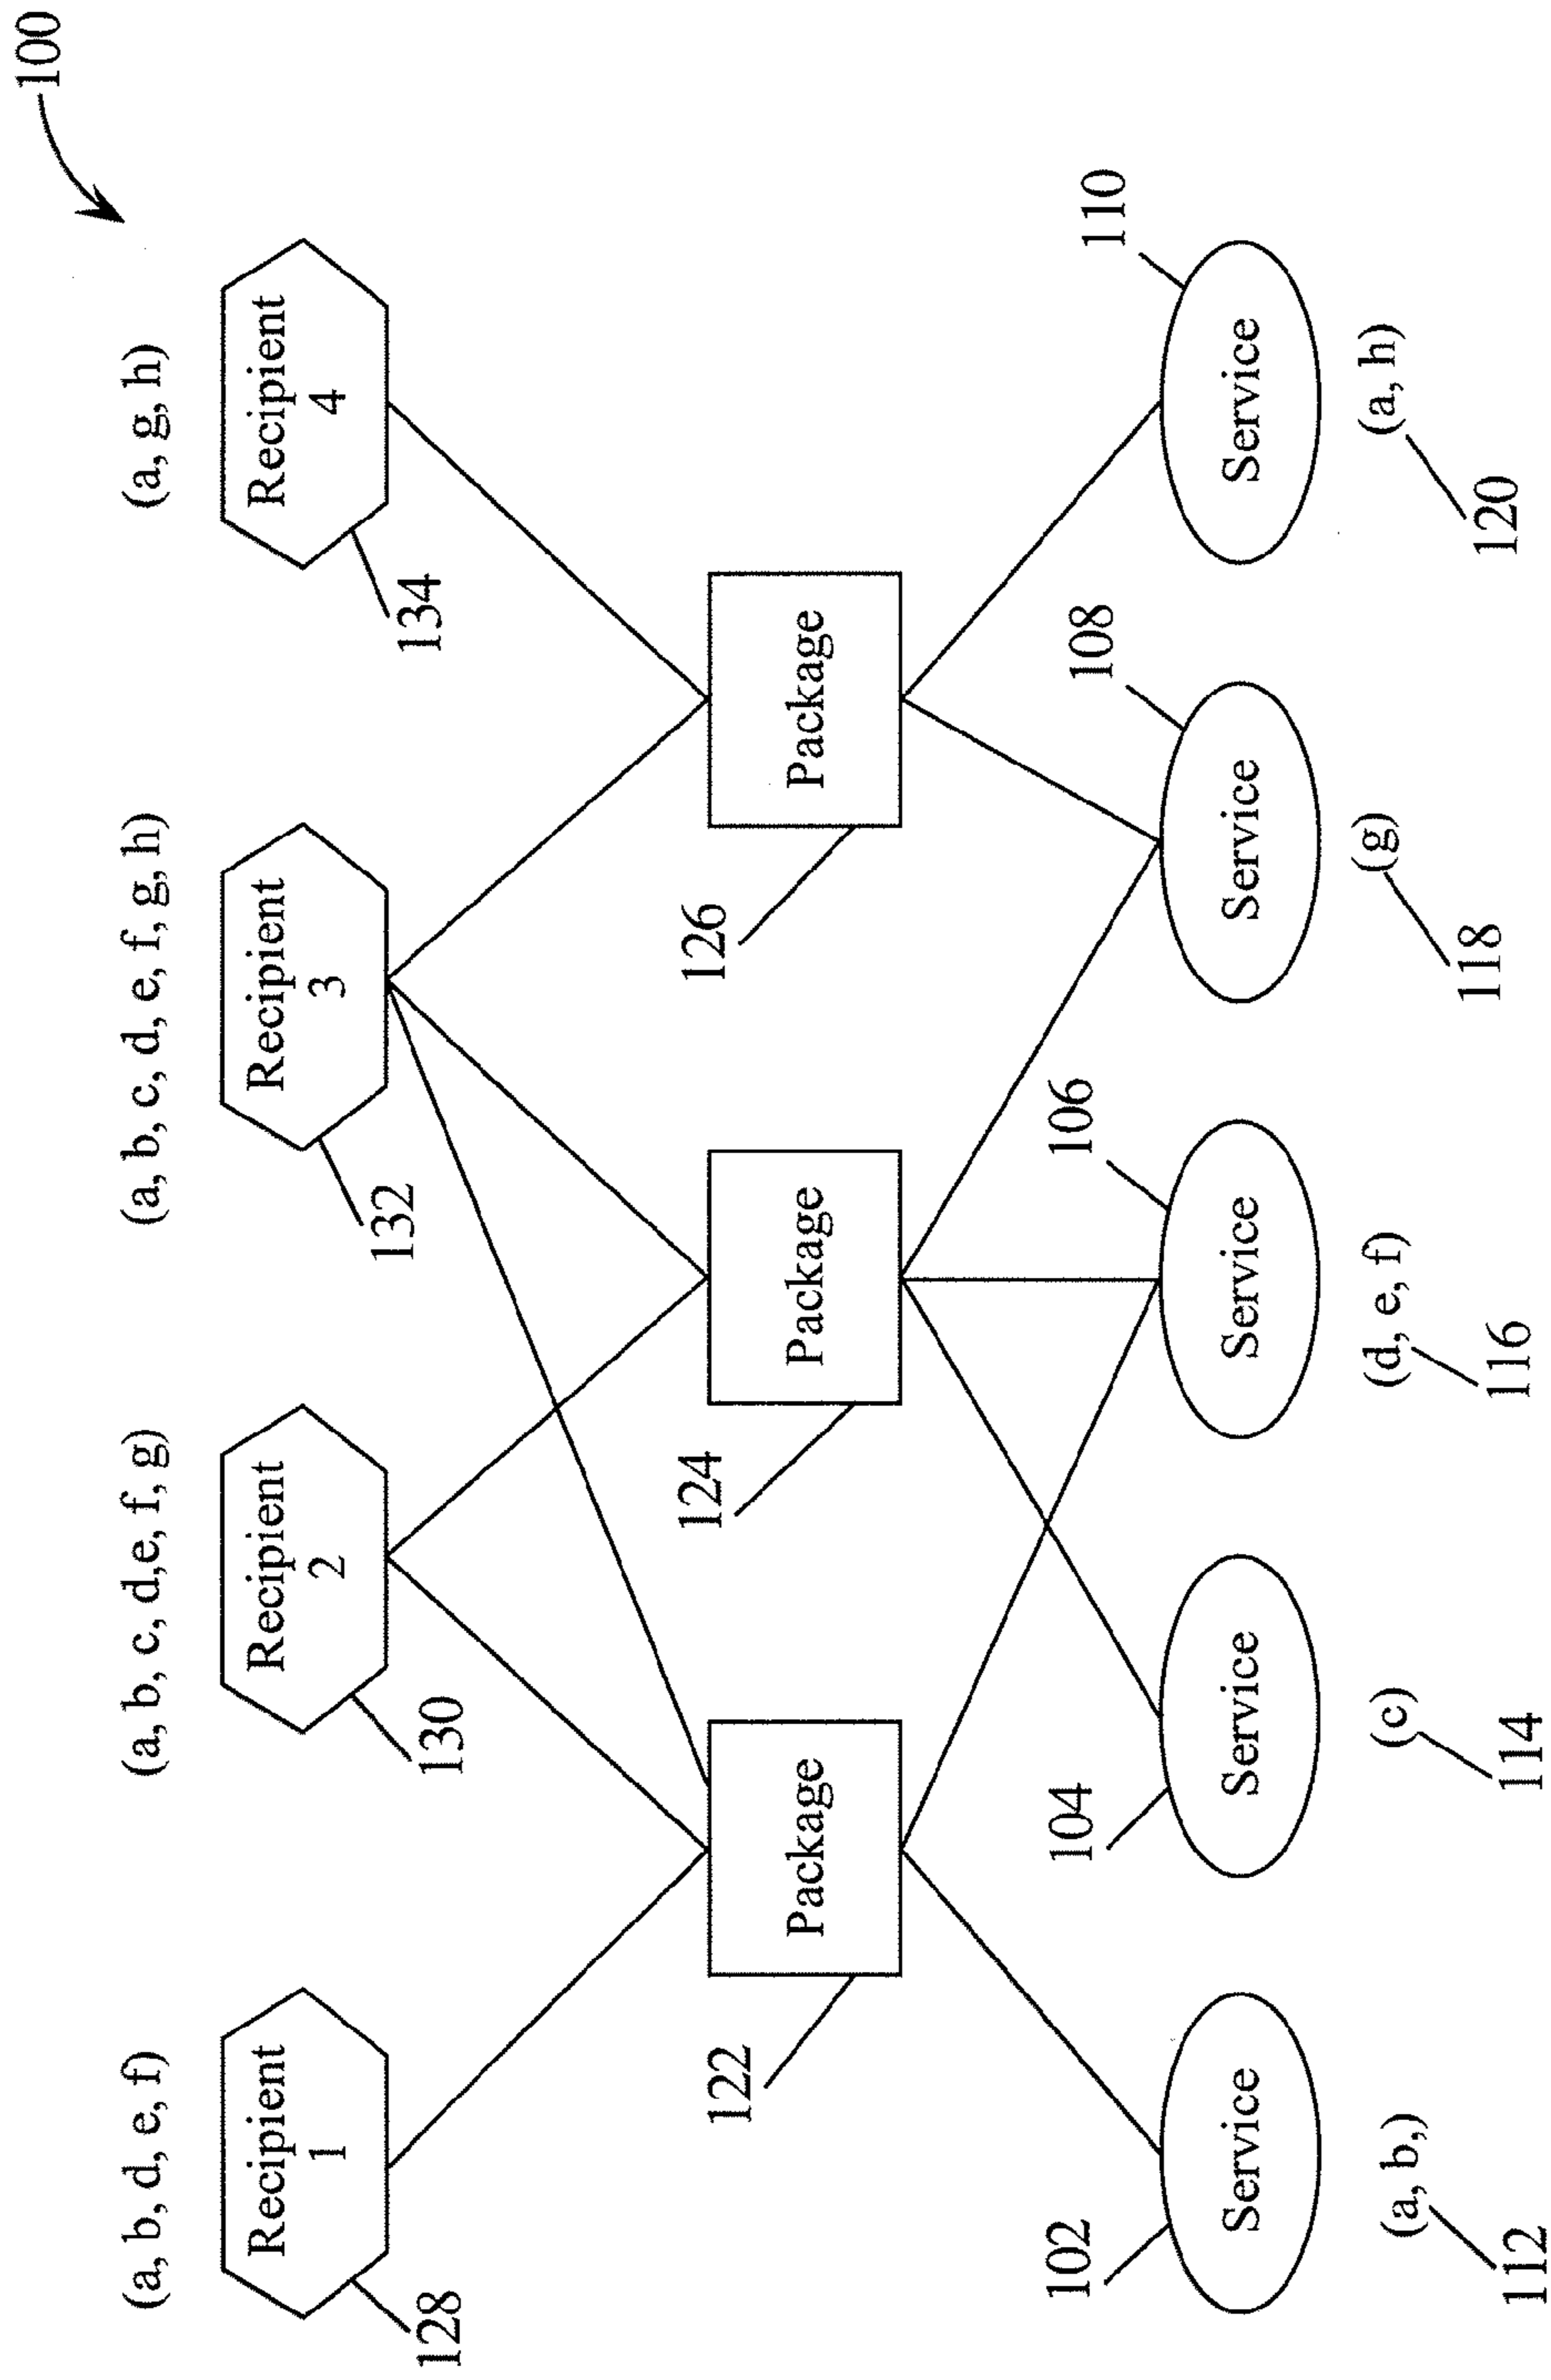 100
(a, b, d, e, f)
(a, b, c, d,e, f, g)
(a, b, c, d, e, f, g, h)
(a, g, h)
Recipient
1
Recipient
2
Recipient
3
Recipient
4
128
130
132
134
Package
Package
Package
122
124
126
102
104
106
108
110
Service
Service
Service
Service
Service
(a, b,)
(c)
(d, e, f)
(g)
(a, h)
112
114
116
118
120